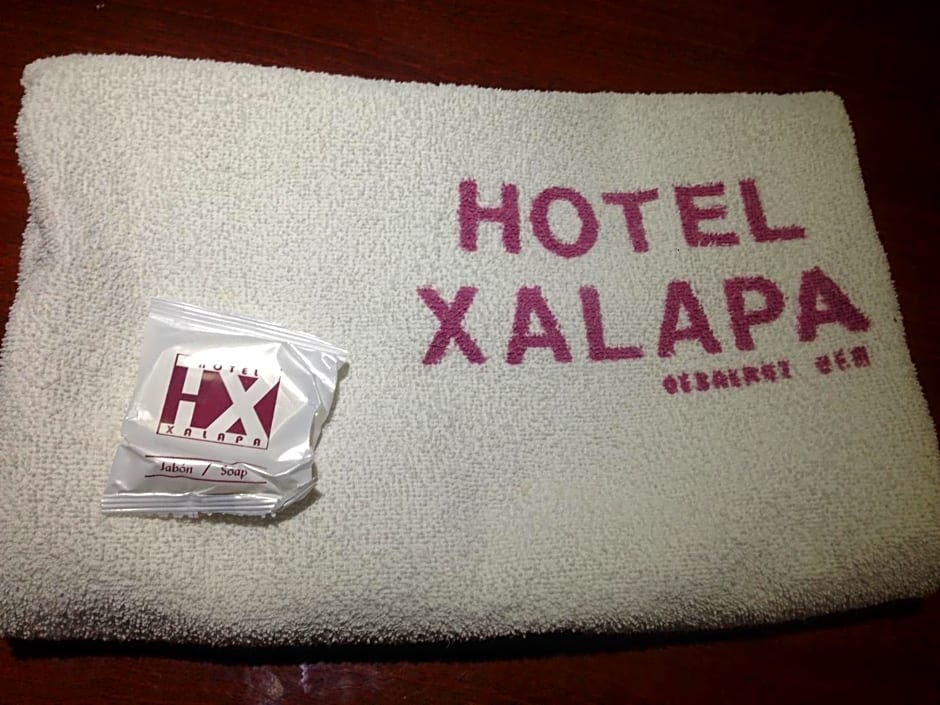 HOTEL
XALAPA
HOTEL
HX
XALAPA
Jabón / Soap